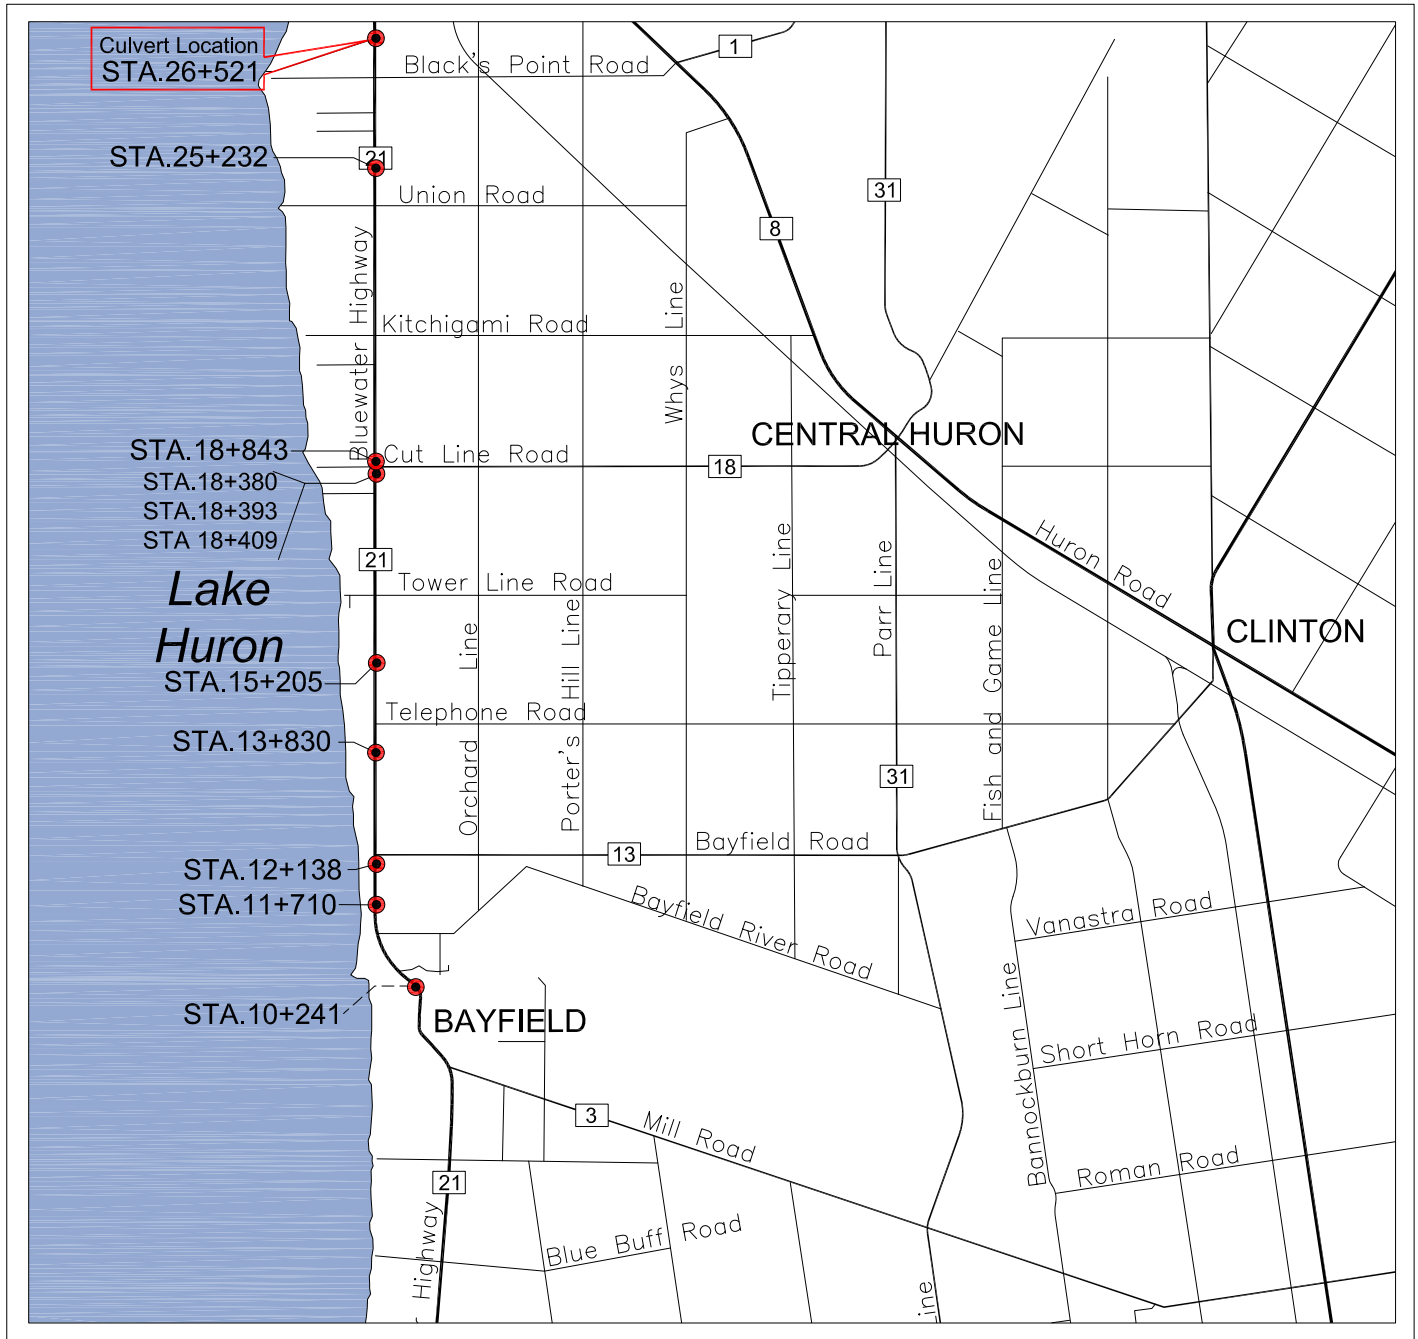 Culvert Location
STA.26+521
1
Black's Point Road
STA.25+232
21
Union Road
31
8
Bluewater Highway
Kitchigami Road
Whys Line
CENTRAL HURON
STA.18+843
Cut Line Road
18
STA.18+380
STA.18+393
STA 18+409
21
Huron Road
Tower Line Road
Lake
Huron
Orchard Line
Porter's Hill Line
Tipperary Line
Parr Line
Fish and Game Line
CLINTON
STA.15+205
Telephone Road
STA.13+830
31
Bayfield Road
13
STA.12+138
STA.11+710
Bayfield River Road
Vanastra Road
STA.10+241
BAYFIELD
Bannockburn Line
Short Horn Road
3
Mill Road
Roman Road
21
Blue Buff Road
Highway
ine